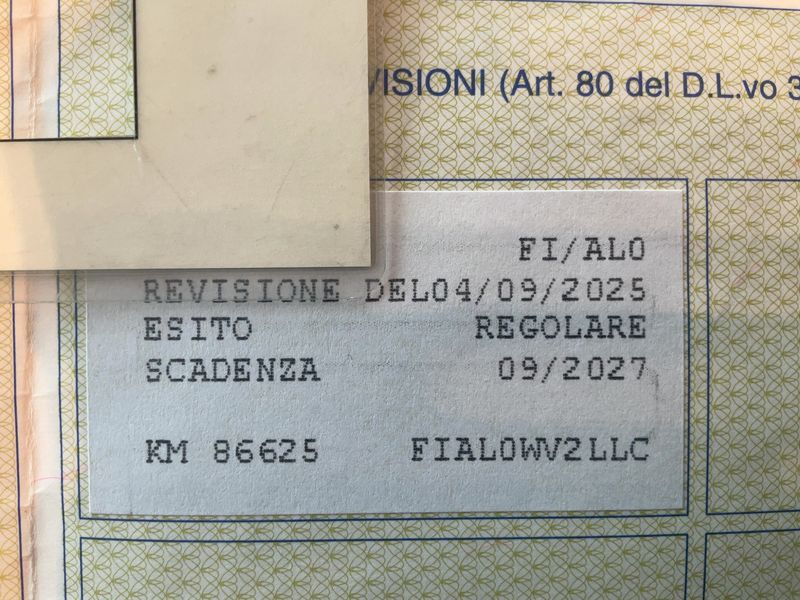 VISIONI (Art. 80 del D.L.vo 3
FI/AL0
REVISIONE DEL04/09/2025
ESITO REGOLARE
SCADENZA 09/2027
KM 86625 FIAL0WV2LLC